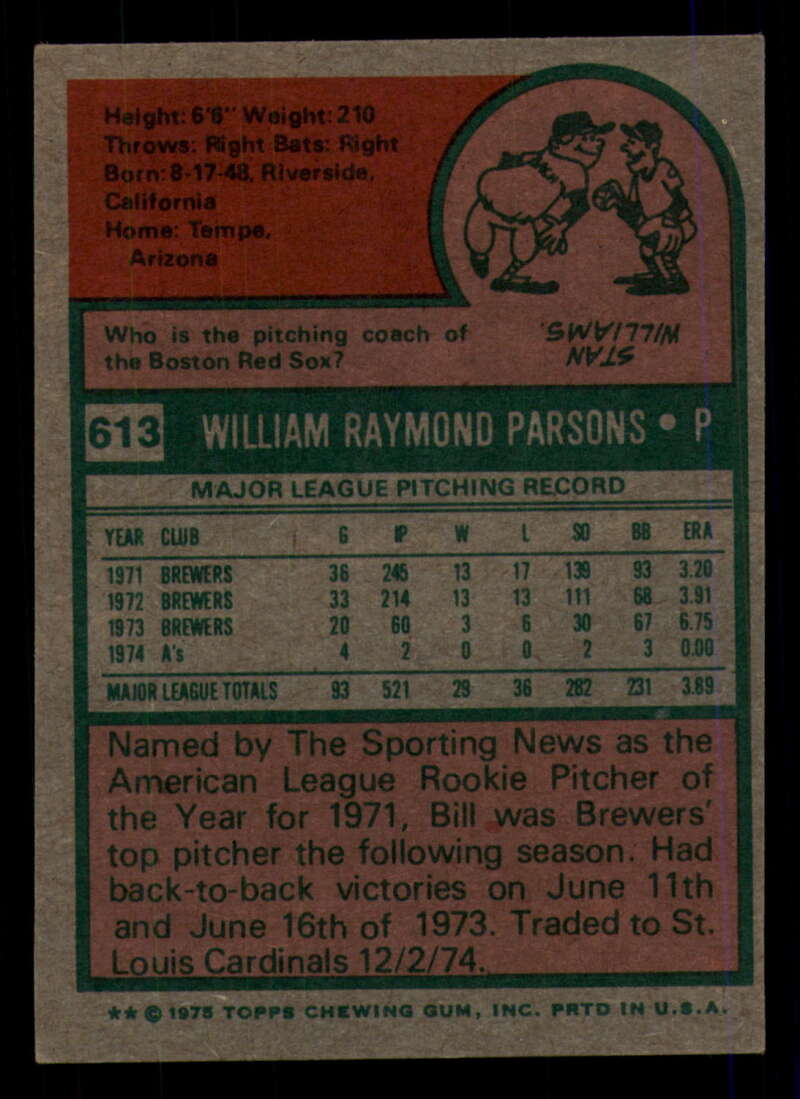 Height: 6'6" Weight: 210
Throws: Right Bats: Right
Born: 8-17-48, Riverside,
California
Home: Tempe,
Arizona
Who is the pitching coach of
the Boston Red Sox?
STAN
WILLIAMS.
613 WILLIAM RAYMOND PARSONS • P
MAJOR LEAGUE PITCHING RECORD
YEAR CLUB G IP W L SO BB ERA
1971 BREWERS 36 245 13 17 139 93 3.20
1972 BREWERS 33 214 13 13 111 68 3.91
1973 BREWERS 20 60 3 6 30 67 6.75
1974 A's 4 2 0 0 2 3 0.00
MAJOR LEAGUE TOTALS 93 521 29 36 282 231 3.89
Named by The Sporting News as the
American League Rookie Pitcher of
the Year for 1971, Bill was Brewers'
top pitcher the following season. Had
back-to-back victories on June 11th
and June 16th of 1973. Traded to St.
Louis Cardinals 12/2/74.
** © 1975 TOPPS CHEWING GUM, INC. PRTD IN U.S.A.